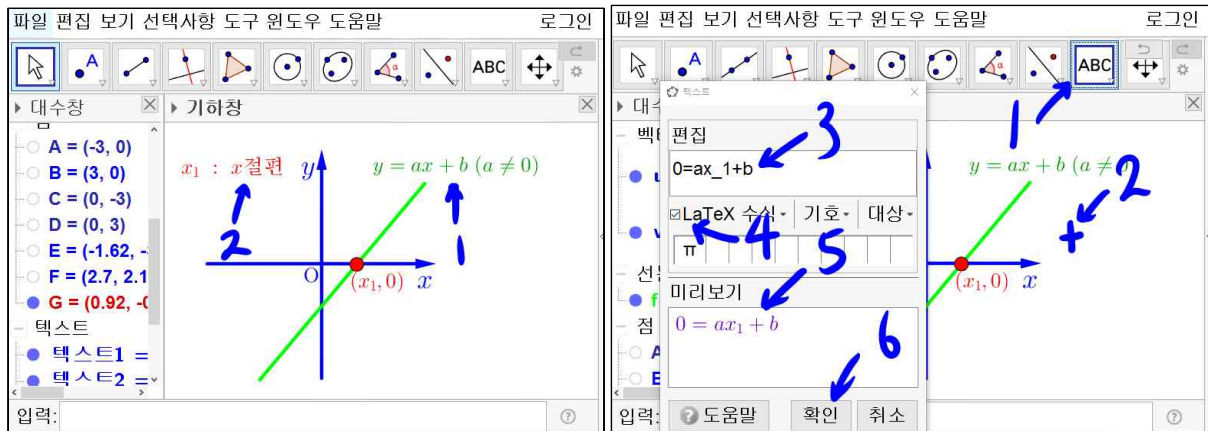 파일 편집 보기 선택사항 도구 윈도우 도움말 로그인
A ABC
대수창 기하창
A = (-3, 0)
B = (3, 0)
C = (0, -3)
D = (0, 3)
E = (-1.62, -
F = (2.7, 2.1
G = (0.92, -0
텍스트
텍스트1 =
텍스트2 =
x₁ : x절편
y
y = ax + b (a ≠ 0)
2
1
O
(x₁, 0)
x
입력:
파일 편집 보기 선택사항 도구 윈도우 도움말 로그인
A ABC
텍스트
편집
0=ax_1+b
3
LaTeX 수식 기호 대상
π
4
5
미리보기
0 = ax₁ + b
6
도움말 확인 취소
1
y = ax + b (a ≠ 0)
2
(x₁, 0)
x
점
A
입력: